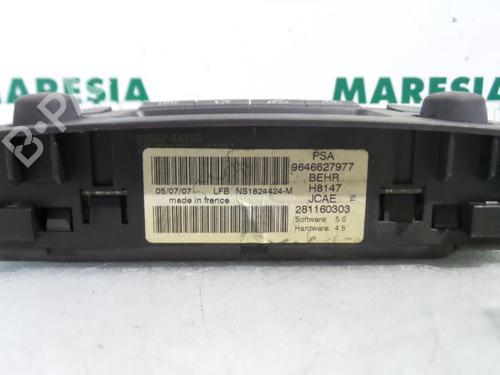 MARESIA
MARESIA
B-P
PSA
9646627977
BEHR
H8147
JCAE F
281160303
Software: 5.0
Hardware: 4.5
05/07/07 LFB NS1824424-M
made in france